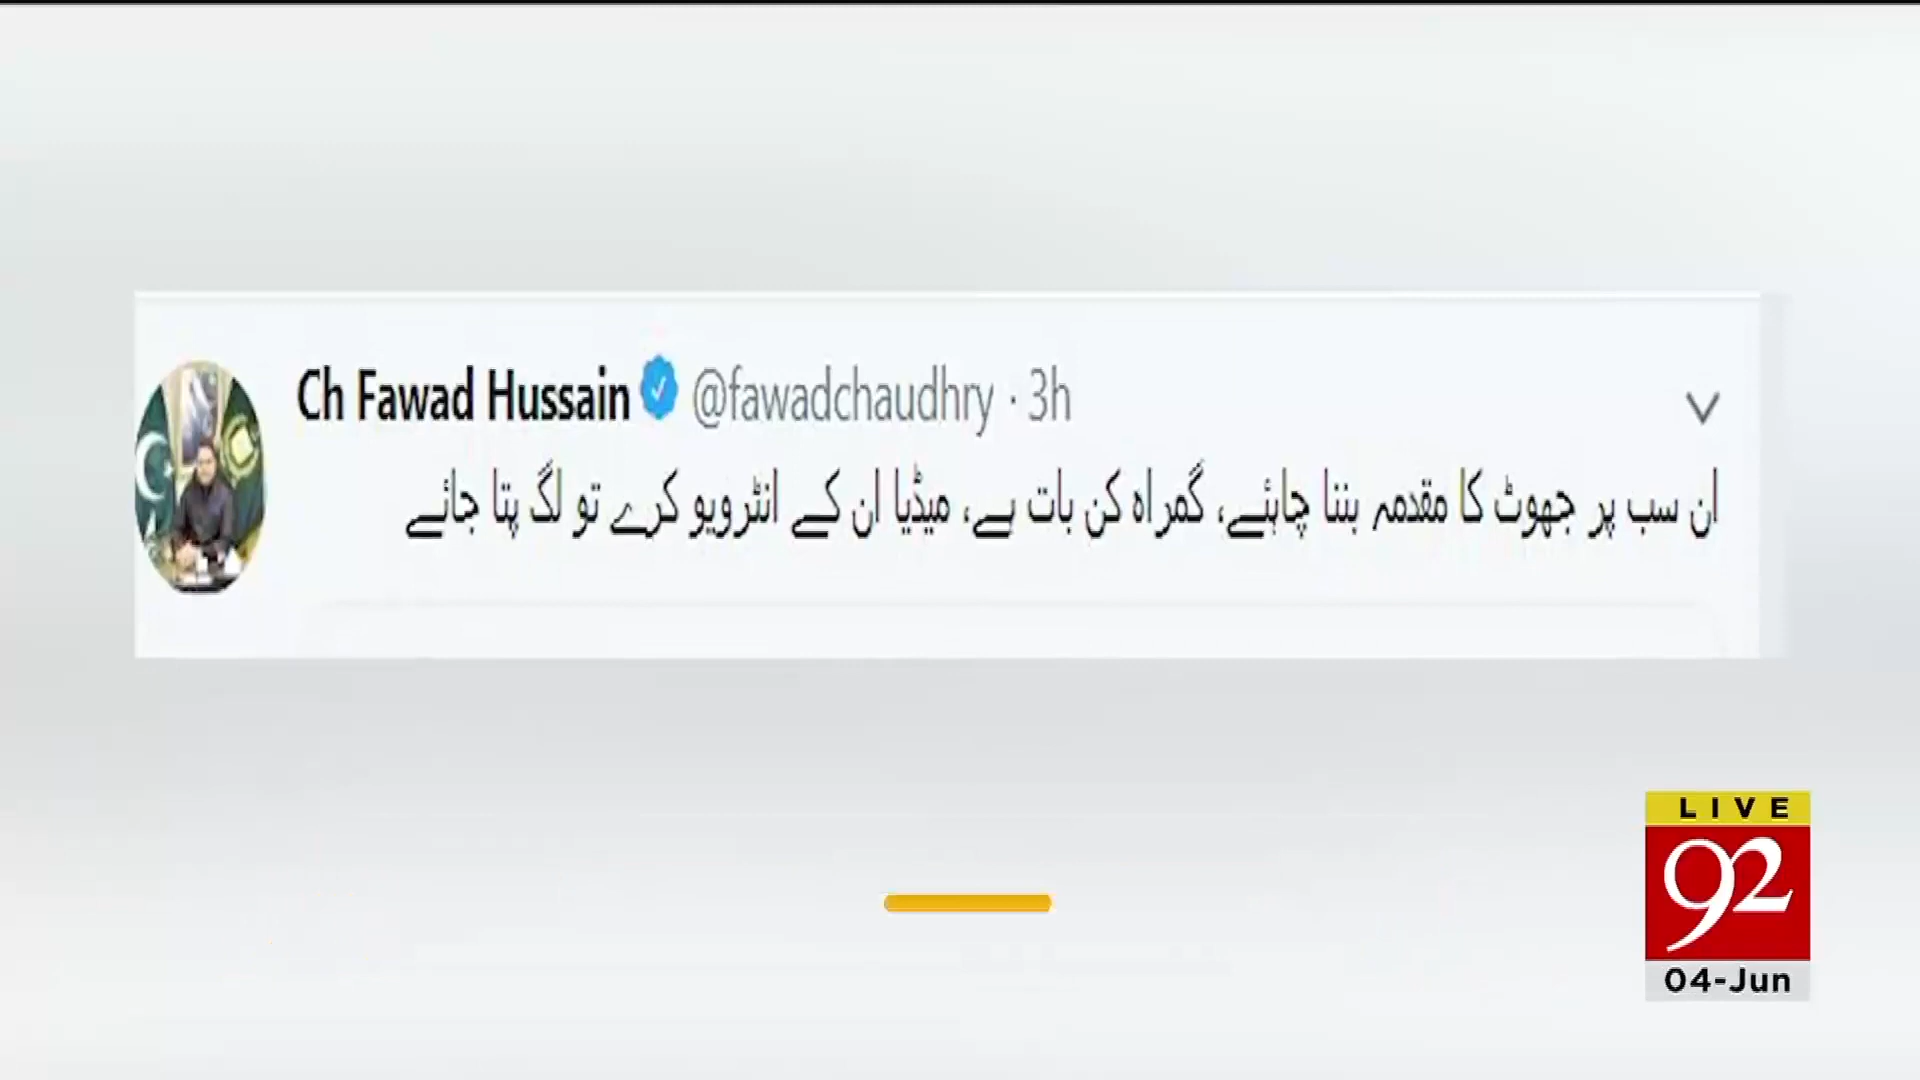 Ch Fawad Hussain @fawadchaudhry · 3h
ان سب پر جھوٹ کا مقدمہ بننا چاہئے، گمراہ کن بات ہے، میڈیا ان کے انٹرویو کرے تو لگ پتا جائے
LIVE
92
04-Jun